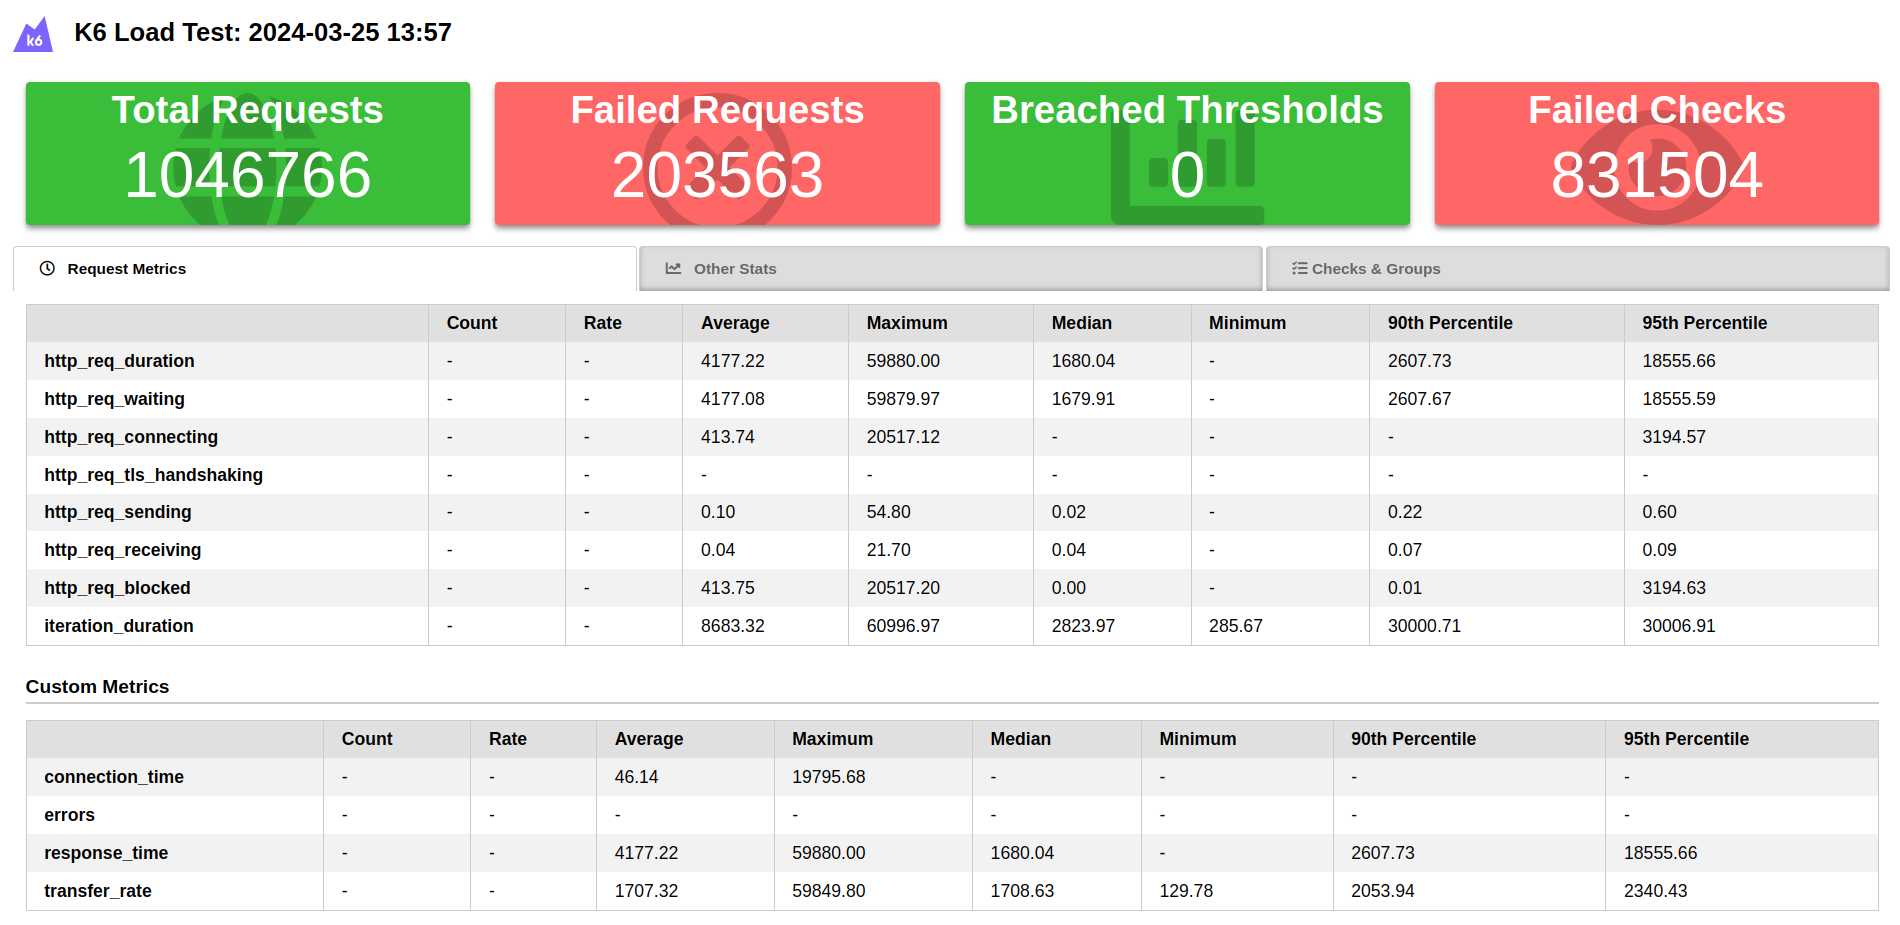 k6 K6 Load Test: 2024-03-25 13:57
Total Requests Failed Requests Breached Thresholds Failed Checks
1046766 203563 0 831504
Request Metrics Other Stats Checks & Groups
Count Rate Average Maximum Median Minimum 90th Percentile 95th Percentile
http_req_duration - - 4177.22 59880.00 1680.04 - 2607.73 18555.66
http_req_waiting - - 4177.08 59879.97 1679.91 - 2607.67 18555.59
http_req_connecting - - 413.74 20517.12 - - - 3194.57
http_req_tls_handshaking - - - - - - - -
http_req_sending - - 0.10 54.80 0.02 - 0.22 0.60
http_req_receiving - - 0.04 21.70 0.04 - 0.07 0.09
http_req_blocked - - 413.75 20517.20 0.00 - 0.01 3194.63
iteration_duration - - 8683.32 60996.97 2823.97 285.67 30000.71 30006.91
Custom Metrics
Count Rate Average Maximum Median Minimum 90th Percentile 95th Percentile
connection_time - - 46.14 19795.68 - - - -
errors - - - - - - - -
response_time - - 4177.22 59880.00 1680.04 - 2607.73 18555.66
transfer_rate - - 1707.32 59849.80 1708.63 129.78 2053.94 2340.43